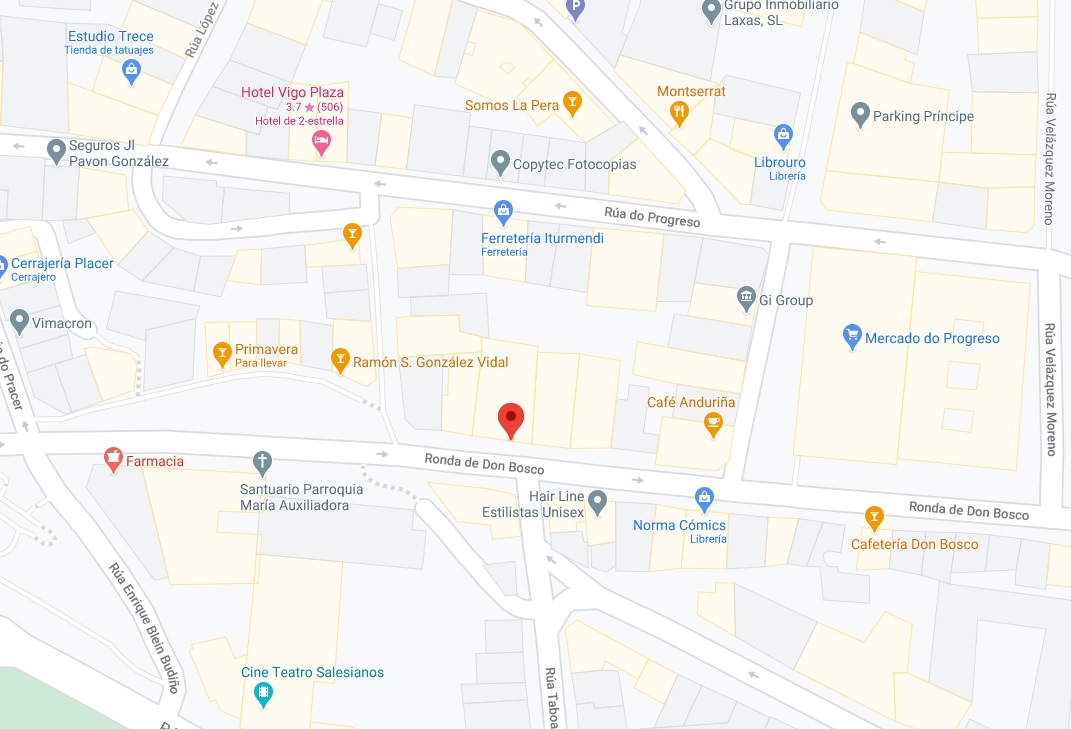 Grupo Inmobiliario
Laxas, SL
P
Rúa López
Estudio Trece
Tienda de tatuajes
Hotel Vigo Plaza
3.7 ★ (506)
Hotel de 2-estrella
Somos La Pera
Montserrat
Parking Príncipe
Rúa Velázquez Moreno
Seguros Jl
Pavon González
Copytec Fotocopias
Librouro
Librería
Rúa do Progreso
Ferretería Iturmendi
Ferretería
Cerrajería Placer
Cerrajero
Gi Group
Vimacron
Mercado do Progreso
Rúa Velázquez Moreno
Primavera
Para llevar
Ramón S. González Vidal
do Pracer
Café Anduriña
Farmacia
Ronda de Don Bosco
Santuario Parroquia
María Auxiliadora
Hair Line
Estilistas Unisex
Norma Cómics
Librería
Ronda de Don Bosco
Cafetería Don Bosco
Rúa Enrique Blein Budiño
Cine Teatro Salesianos
Rúa Taboa